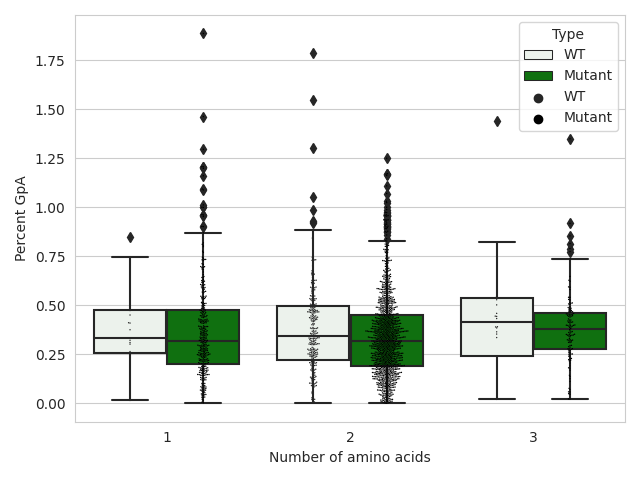 Type
WT
Mutant
WT
Mutant
1.75
1.50
1.25
1.00
0.75
0.50
0.25
0.00
Percent GpA
1 2 3
Number of amino acids